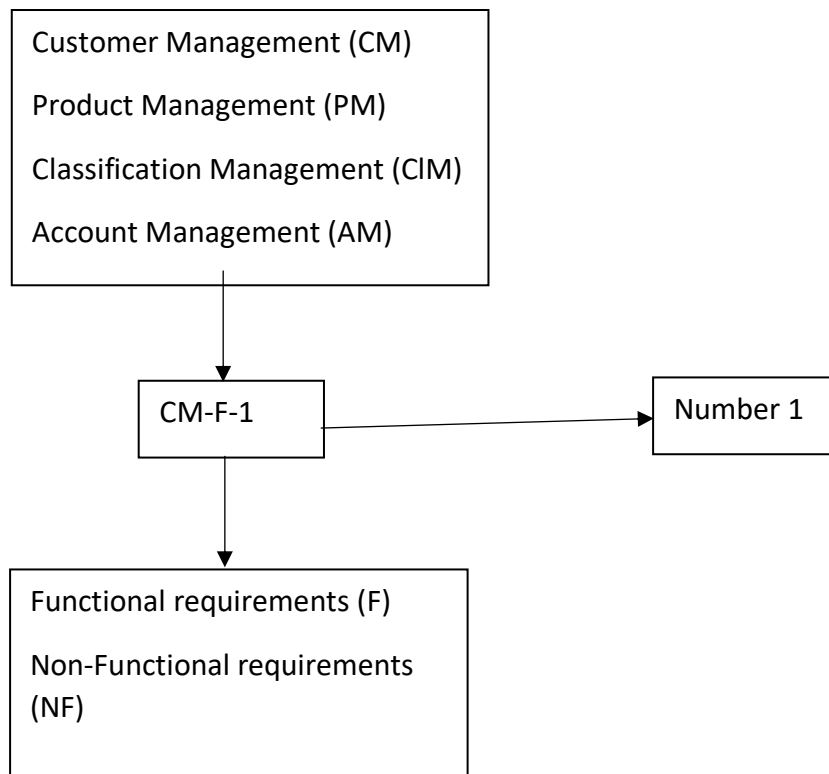 Customer Management (CM)
Product Management (PM)
Classification Management (ClM)
Account Management (AM)
CM-F-1
Number 1
Functional requirements (F)
Non-Functional requirements
(NF)